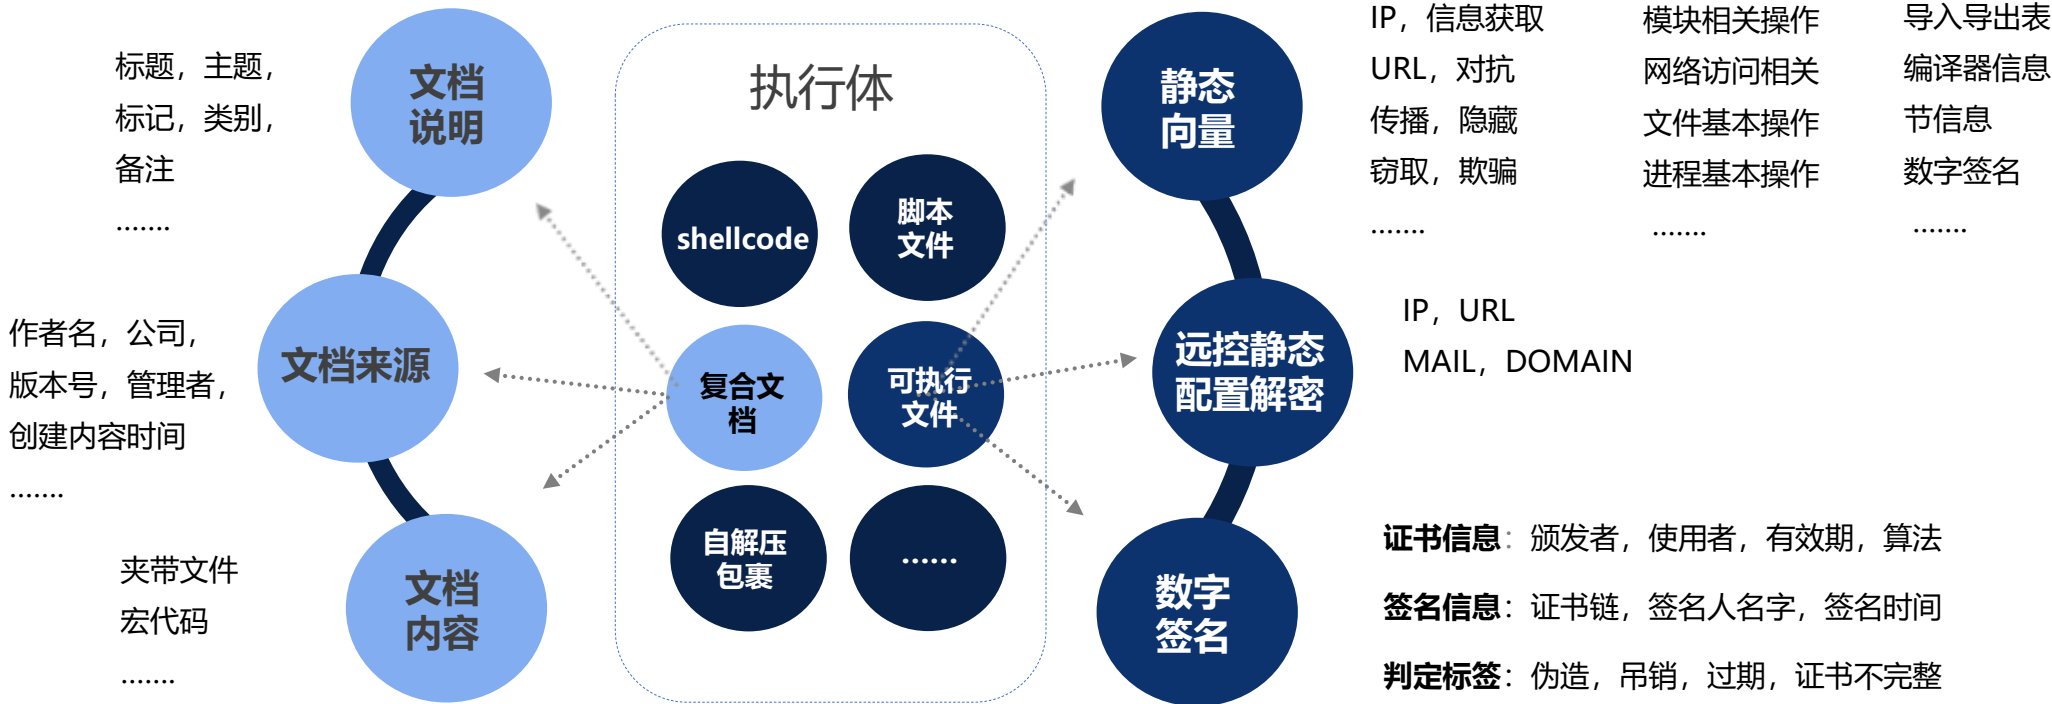 标题，主题，
标记，类别，
备注
.......
文档
说明
作者名，公司，
版本号，管理者，
创建内容时间
.......
文档来源
夹带文件
宏代码
.......
文档
内容
执行体
shellcode
脚本
文件
复合文
档
可执行
文件
自解压
包裹
......
静态
向量
IP，信息获取
URL，对抗
传播，隐藏
窃取，欺骗
.......
模块相关操作
网络访问相关
文件基本操作
进程基本操作
.......
导入导出表
编译器信息
节信息
数字签名
.......
远控静态
配置解密
IP，URL
MAIL，DOMAIN
数字
签名
证书信息：颁发者，使用者，有效期，算法
签名信息：证书链，签名人名字，签名时间
判定标签：伪造，吊销，过期，证书不完整